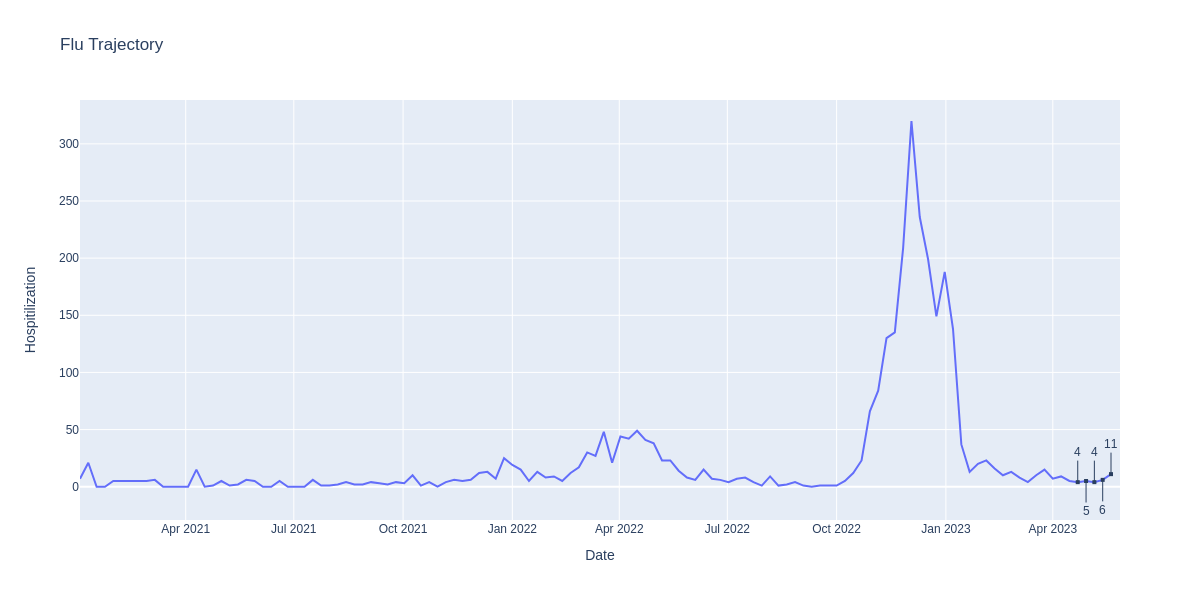 Flu Trajectory
Hospitilization
300
250
200
150
100
50
0
4
5
4
6
11
Apr 2021
Jul 2021
Oct 2021
Jan 2022
Apr 2022
Jul 2022
Oct 2022
Jan 2023
Apr 2023
Date